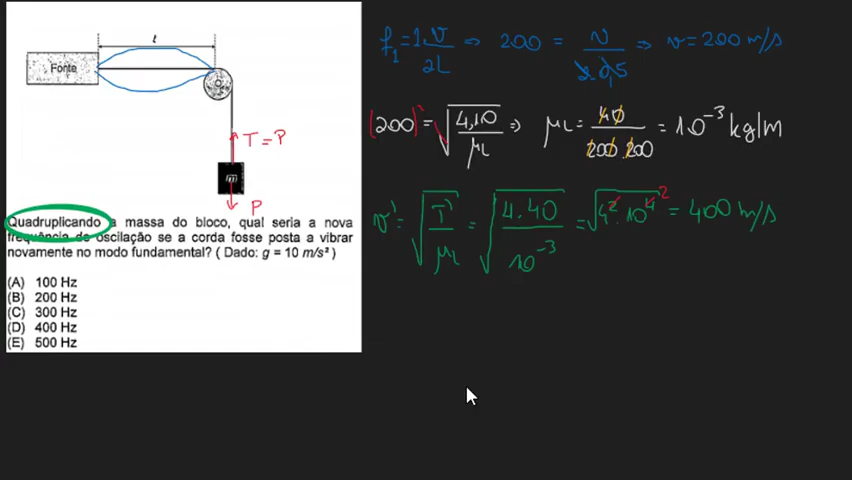 ℓ
Fonte
T = P
m
P
Quadruplicando a massa do bloco, qual seria a nova
frequência de oscilação se a corda fosse posta a vibrar
novamente no modo fundamental? ( Dado: g = 10 m/s² )
(A) 100 Hz
(B) 200 Hz
(C) 300 Hz
(D) 400 Hz
(E) 500 Hz
f₁ = 1.v/2L ⇒ 200 = v/2.0,5 ⇒ v = 200 m/s
(200)² = √(4,10/μL) ⇒ μL = 40/200.200 = 10⁻³ kg/m
v' = √(T'/μL) = √(4.40/10⁻³) = √(4².10⁴) = 400 m/s